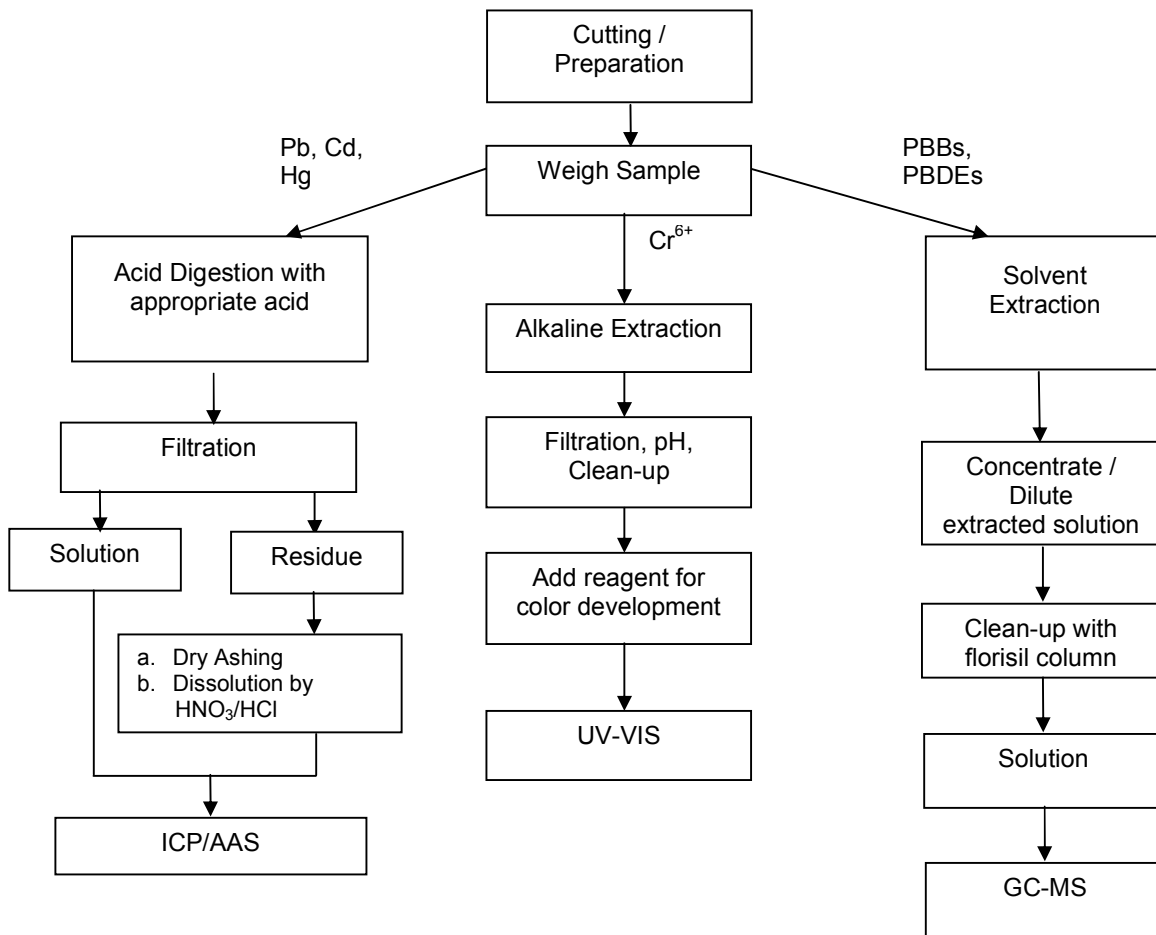 Cutting /
Preparation
Pb, Cd,
Hg
Weigh Sample
PBBs,
PBDEs
Cr⁶⁺
Acid Digestion with
appropriate acid
Solvent
Extraction
Alkaline Extraction
Filtration
Filtration, pH,
Clean-up
Concentrate /
Dilute
extracted solution
Solution
Residue
Add reagent for
color development
Clean-up with
florisil column
a. Dry Ashing
b. Dissolution by
HNO₃/HCl
UV-VIS
Solution
ICP/AAS
GC-MS